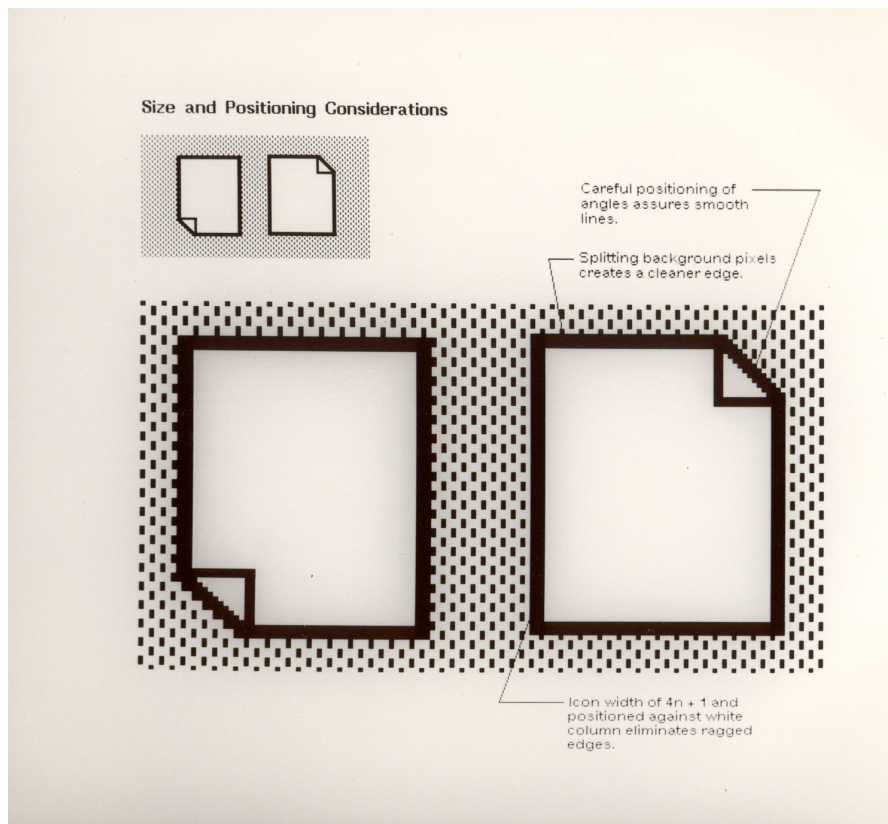 Size and Positioning Considerations
Careful positioning of
angles assures smooth
lines.
Splitting background pixels
creates a cleaner edge.
Icon width of 4n + 1 and
positioned against white
column eliminates ragged
edges.